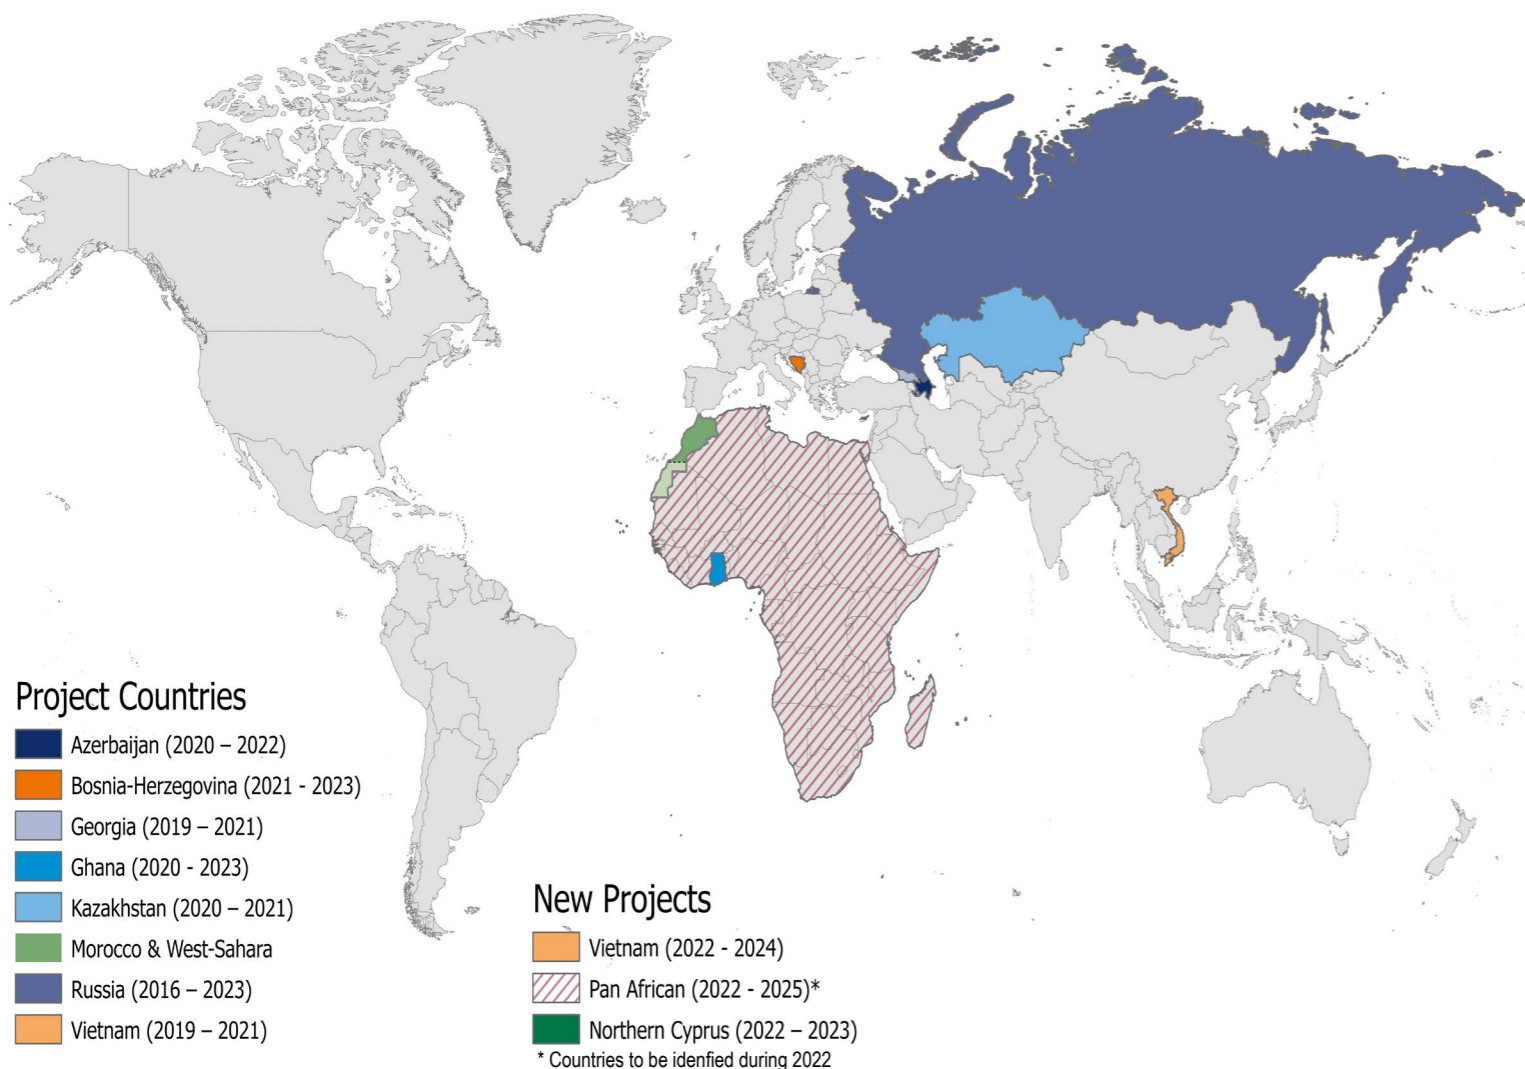 Project Countries
Azerbaijan (2020 – 2022)
Bosnia-Herzegovina (2021 - 2023)
Georgia (2019 – 2021)
Ghana (2020 - 2023)
Kazakhstan (2020 – 2021)
Morocco & West-Sahara
Russia (2016 – 2023)
Vietnam (2019 – 2021)
New Projects
Vietnam (2022 - 2024)
Pan African (2022 - 2025)*
Northern Cyprus (2022 – 2023)
* Countries to be idenfied during 2022